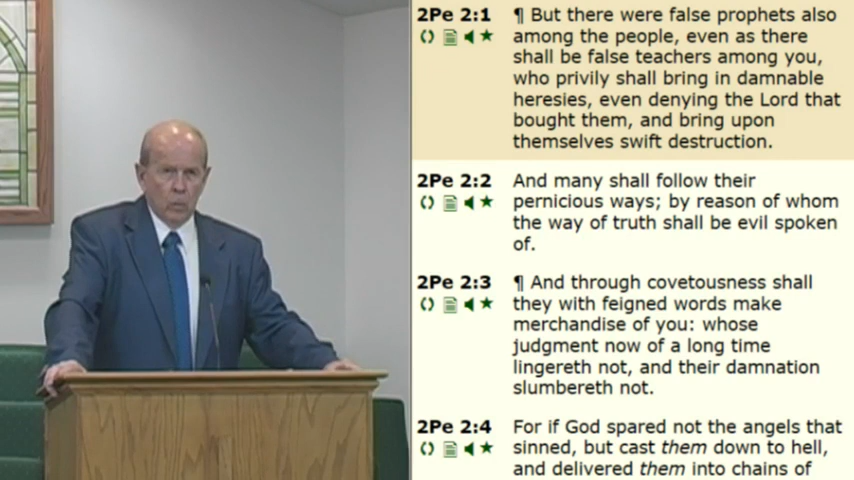 2Pe 2:1 ¶ But there were false prophets also
among the people, even as there
shall be false teachers among you,
who privily shall bring in damnable
heresies, even denying the Lord that
bought them, and bring upon
themselves swift destruction.
2Pe 2:2 And many shall follow their
pernicious ways; by reason of whom
the way of truth shall be evil spoken
of.
2Pe 2:3 ¶ And through covetousness shall
they with feigned words make
merchandise of you: whose
judgment now of a long time
lingereth not, and their damnation
slumbereth not.
2Pe 2:4 For if God spared not the angels that
sinned, but cast them down to hell,
and delivered them into chains of